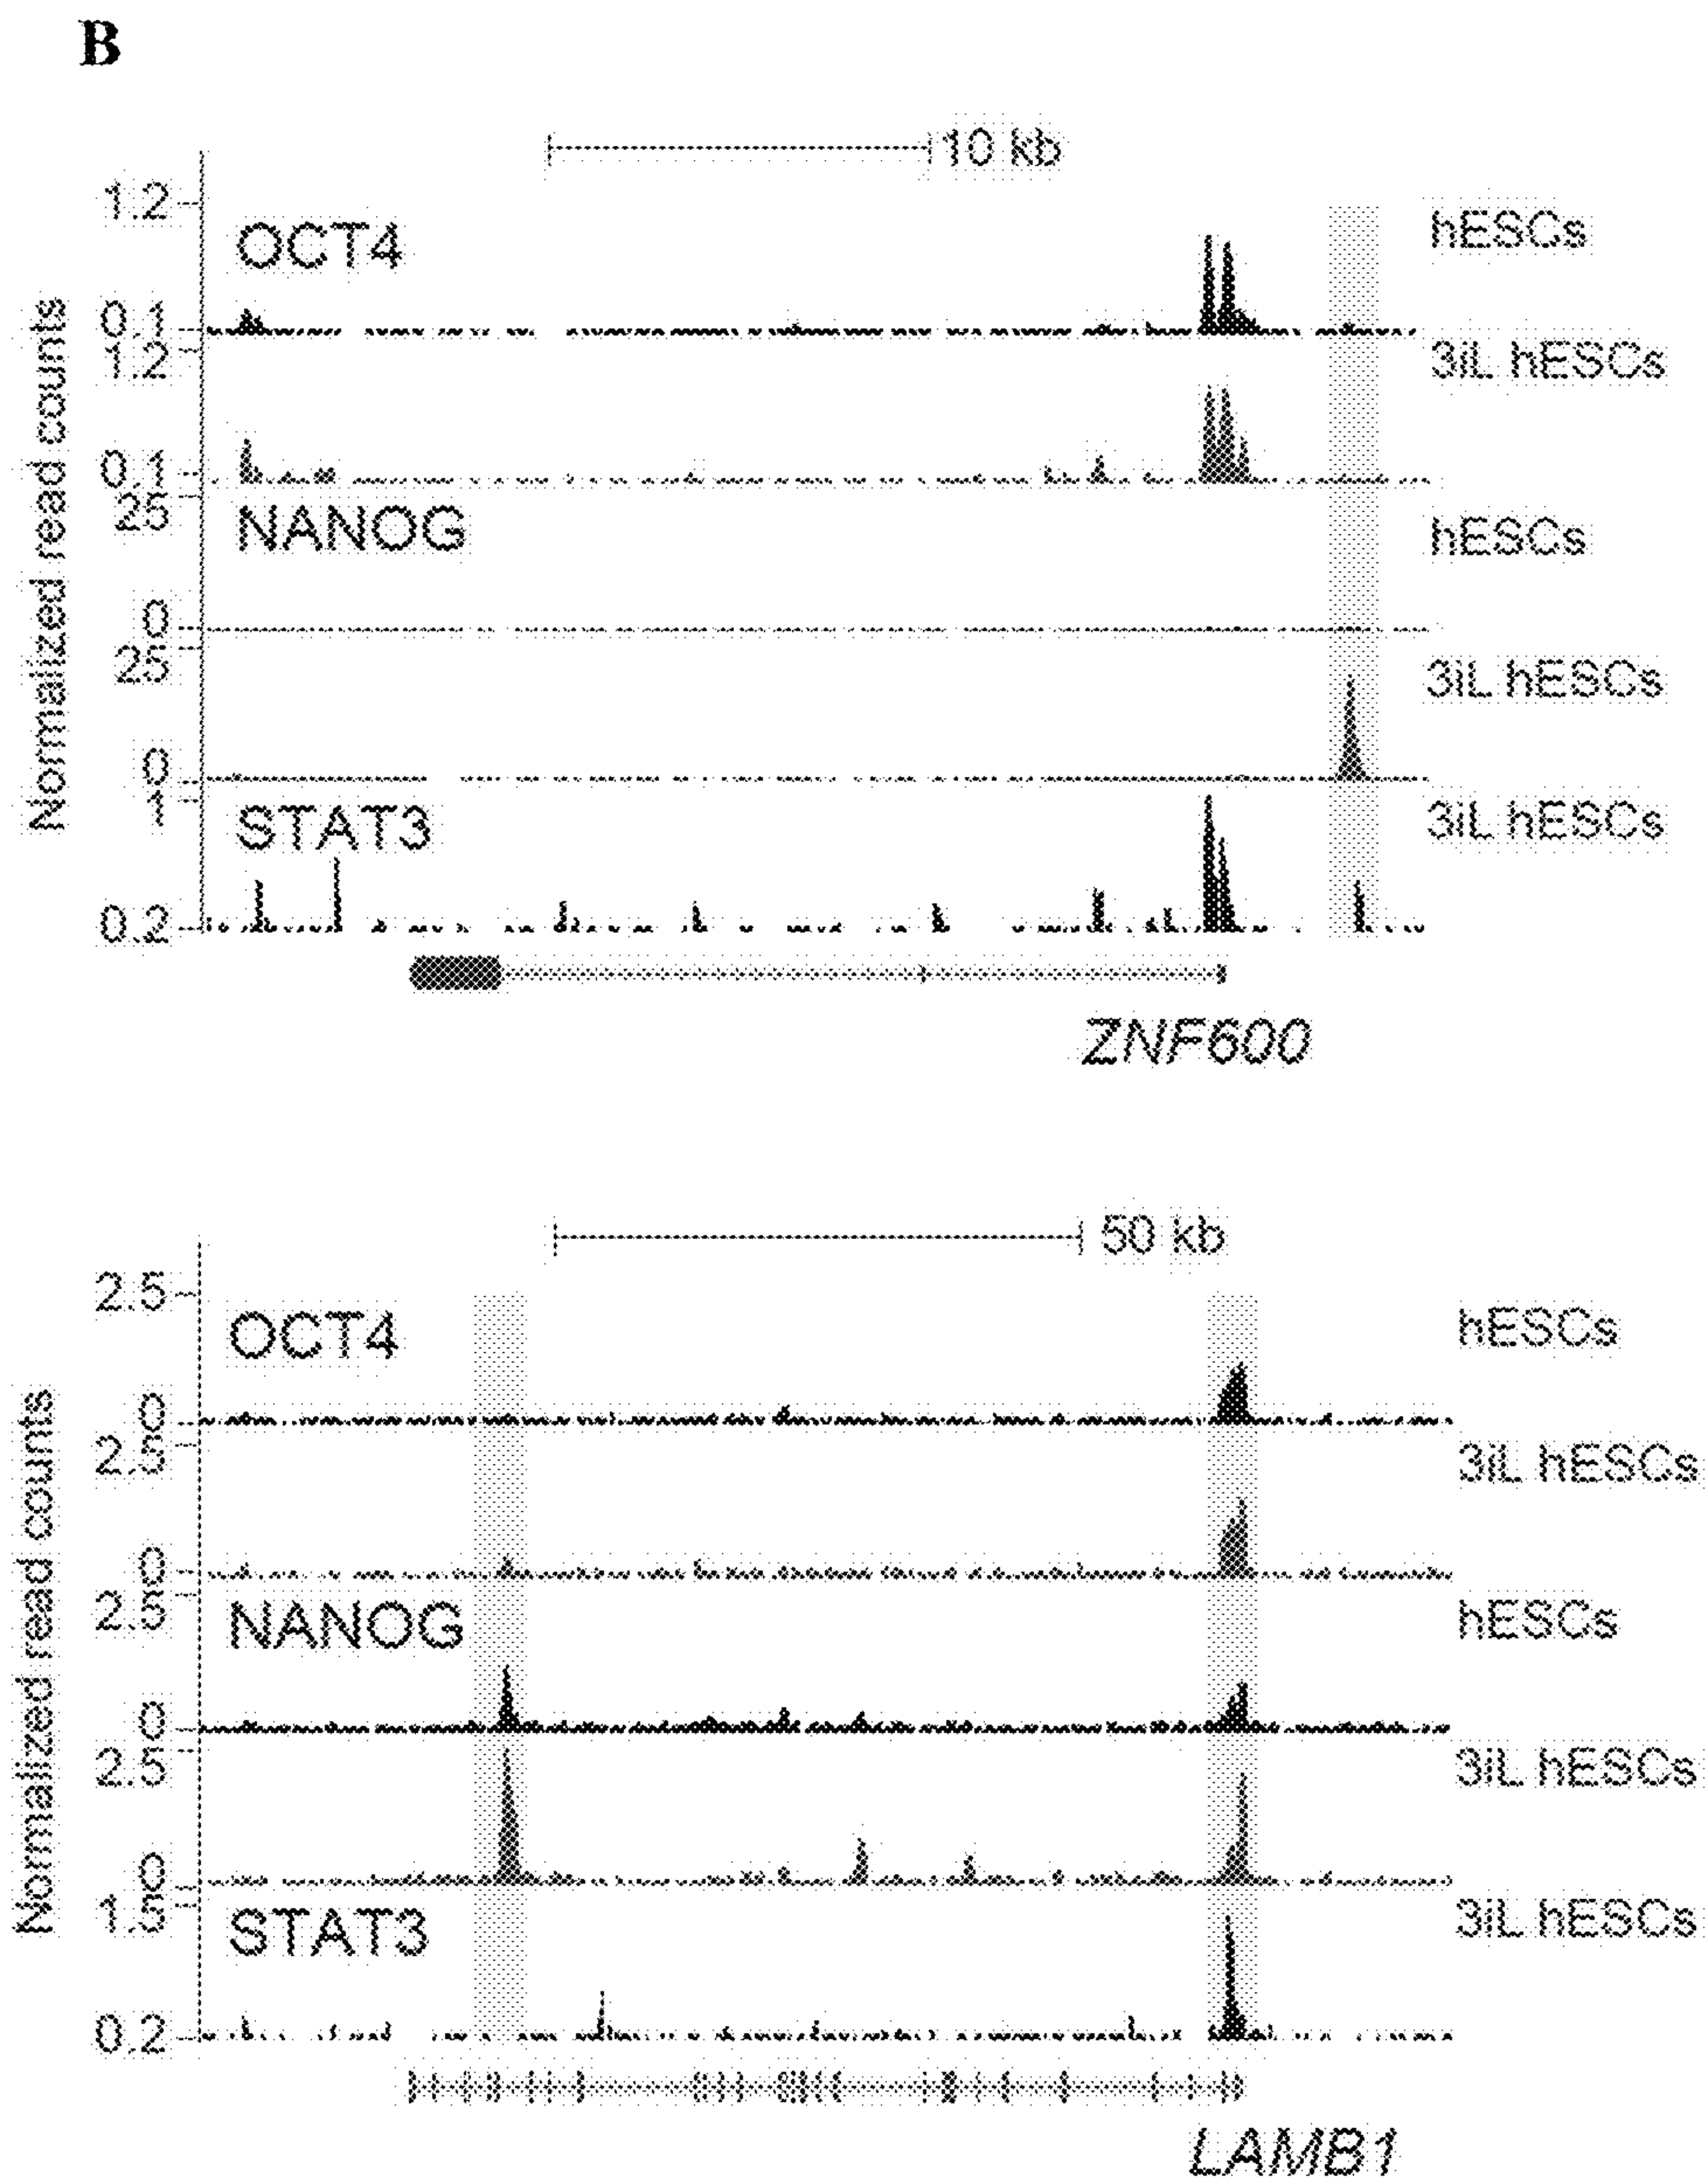 B
10 kb
1.2
OCT4
hESCs
0.1
1.2
3iL hESCs
0.1
25
NANOG
hESCs
0
25
3iL hESCs
0
1
STAT3
3iL hESCs
0.2
Normalized read counts
ZNF600
50 kb
2.5
OCT4
hESCs
0
2.5
3iL hESCs
0
2.5
NANOG
hESCs
0
2.5
3iL hESCs
0
1.5
STAT3
3iL hESCs
0.2
Normalized read counts
LAMB1